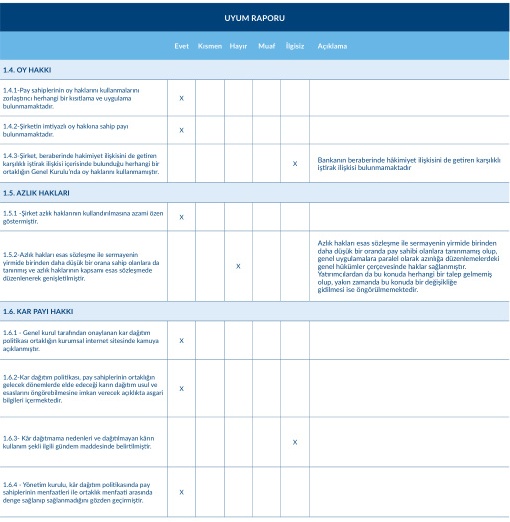 UYUM RAPORU
Evet Kısmen Hayır Muaf İlgisiz Açıklama
1.4. OY HAKKI
1.4.1-Pay sahiplerinin oy haklarını kullanmalarını
zorlaştırıcı herhangi bir kısıtlama ve uygulama
bulunmamaktadır.
X
1.4.2-Şirketin imtiyazlı oy hakkına sahip payı
bulunmamaktadır.
X
1.4.3-Şirket, beraberinde hakimiyet ilişkisini de getiren
karşılıklı iştirak ilişkisi içerisinde bulunduğu herhangi bir
ortaklığın Genel Kurulu'nda oy haklarını kullanmamıştır.
X
Bankanın beraberinde hâkimiyet ilişkisini de getiren karşılıklı
iştirak ilişkisi bulunmamaktadır
1.5. AZLIK HAKLARI
1.5.1 -Şirket azlık haklarının kullandırılmasına azami özen
göstermiştir.
X
1.5.2-Azlık hakları esas sözleşme ile sermayenin
yirmide birinden daha düşük bir orana sahip olanlara da
tanınmış ve azlık haklarının kapsamı esas sözleşmede
düzenlenerek genişletilmiştir.
X
Azlık hakları esas sözleşme ile sermayenin yirmide birinden
daha düşük bir oranda pay sahibi olanlara tanınmamış olup,
genel uygulamalara paralel olarak azınlığa düzenlemelerdeki
genel hükümler çerçevesinde haklar sağlanmıştır.
Yatırımcılardan da bu konuda herhangi bir talep gelmemiş
olup, yakın zamanda bu konuda bir değişikliğe
gidilmesi ise öngörülmemektedir.
1.6. KAR PAYI HAKKI
1.6.1 - Genel kurul tarafından onaylanan kar dağıtım
politikası ortaklığın kurumsal internet sitesinde kamuya
açıklanmıştır.
X
1.6.2-Kar dağıtım politikası, pay sahiplerinin ortaklığın
gelecek dönemlerde elde edeceği karın dağıtım usul ve
esaslarını öngörebilmesine imkan verecek açıklıkta asgari
bilgileri içermektedir.
X
1.6.3- Kâr dağıtmama nedenleri ve dağıtılmayan kârın
kullanım şekli ilgili gündem maddesinde belirtilmiştir.
X
1.6.4 - Yönetim kurulu, kâr dağıtım politikasında pay
sahiplerinin menfaatleri ile ortaklık menfaati arasında
denge sağlanıp sağlanmadığını gözden geçirmiştir.
X